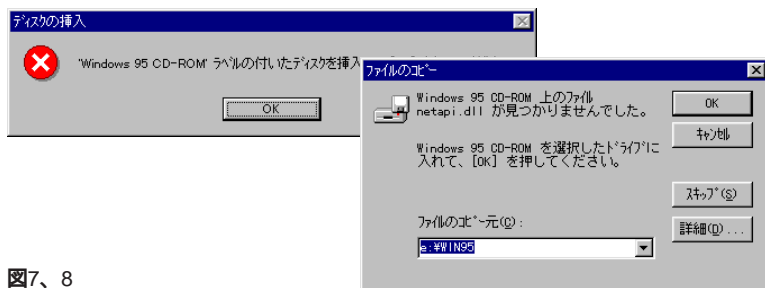 ディスクの挿入
'Windows 95 CD-ROM' ラベルの付いたディスクを挿入
OK
ファイルのコピー
Windows 95 CD-ROM 上のファイル
netapi.dll が見つかりませんでした。
Windows 95 CD-ROM を選択したドライブに
入れて、[OK] を押してください。
ファイルのコピー元(C):
e:¥WIN95
OK
キャンセル
スキップ(S)
詳細(D)...
図7、8